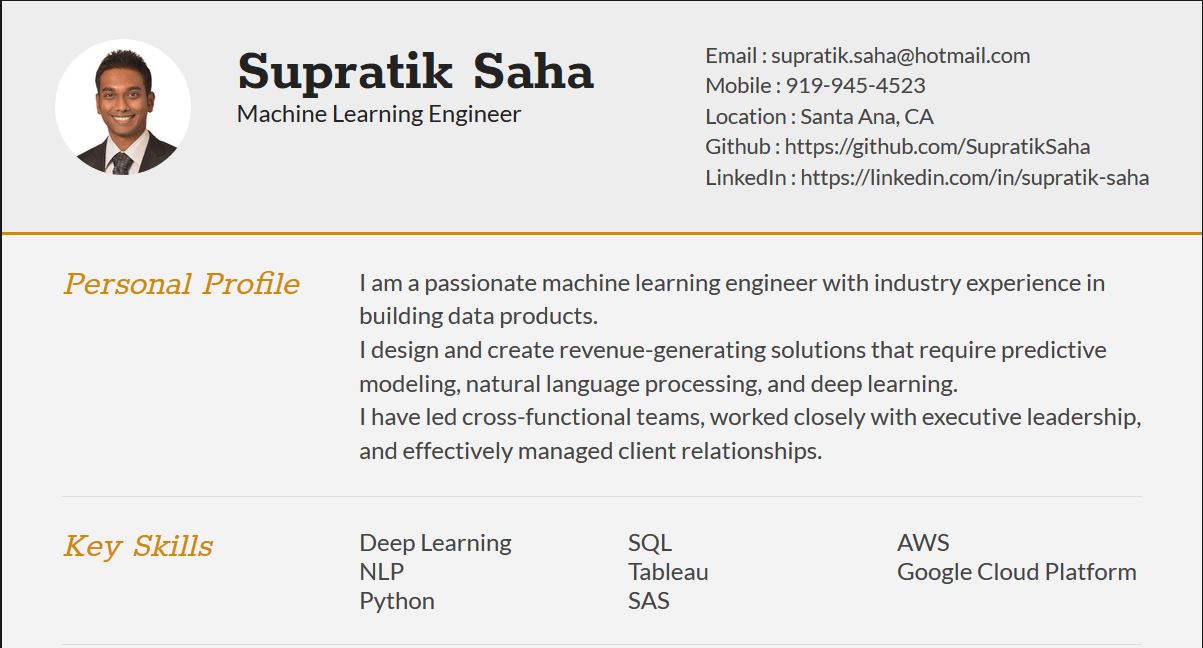 Supratik Saha
Machine Learning Engineer
Email : supratik.saha@hotmail.com
Mobile : 919-945-4523
Location : Santa Ana, CA
Github : https://github.com/SupratikSaha
LinkedIn : https://linkedin.com/in/supratik-saha
Personal Profile
I am a passionate machine learning engineer with industry experience in
building data products.
I design and create revenue-generating solutions that require predictive
modeling, natural language processing, and deep learning.
I have led cross-functional teams, worked closely with executive leadership,
and effectively managed client relationships.
Key Skills
Deep Learning
NLP
Python
SQL
Tableau
SAS
AWS
Google Cloud Platform